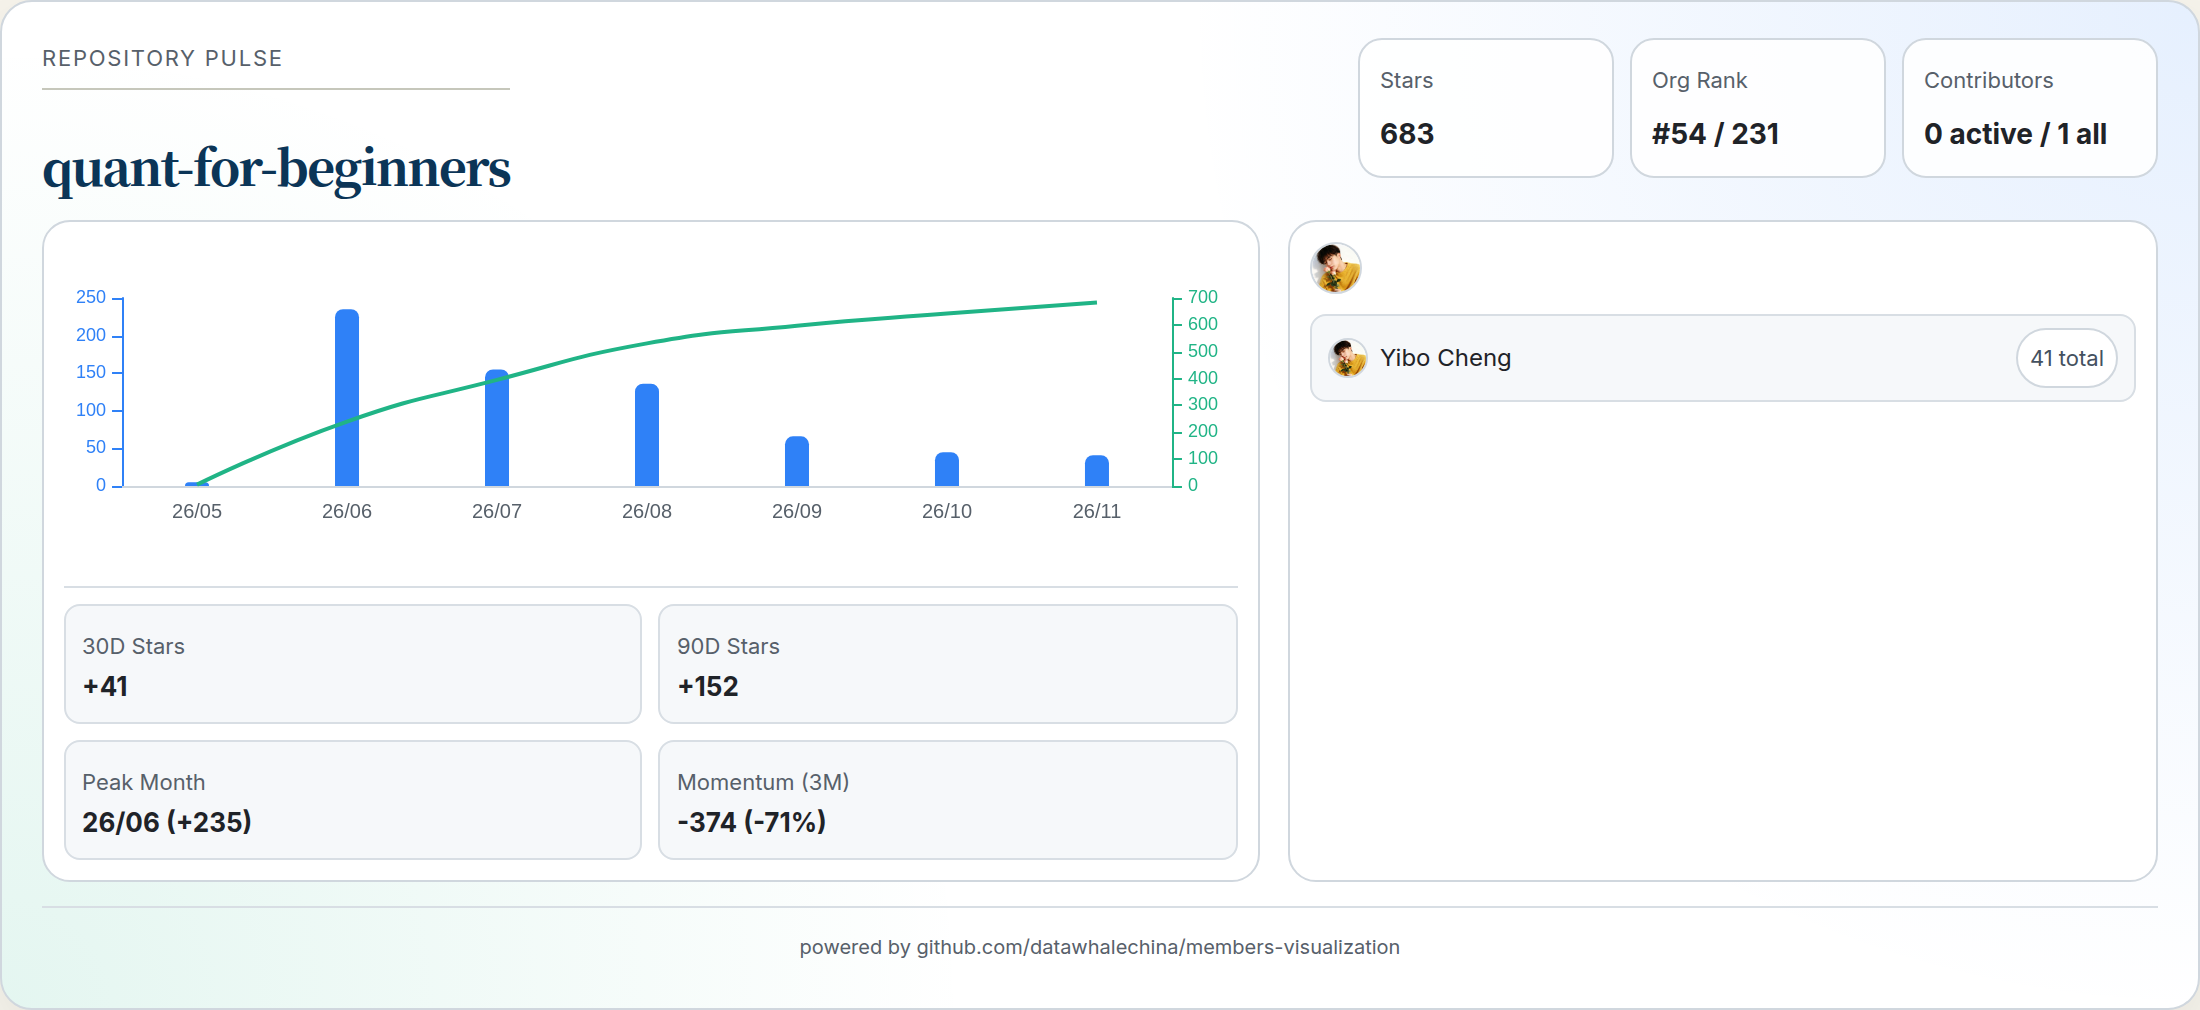 REPOSITORY PULSE
quant-for-beginners
Stars
683
Org Rank
#54 / 231
Contributors
0 active / 1 all
250
200
150
100
50
0
700
600
500
400
300
200
100
0
26/05
26/06
26/07
26/08
26/09
26/10
26/11
30D Stars
+41
90D Stars
+152
Peak Month
26/06 (+235)
Momentum (3M)
-374 (-71%)
Yibo Cheng
41 total
powered by github.com/datawhalechina/members-visualization